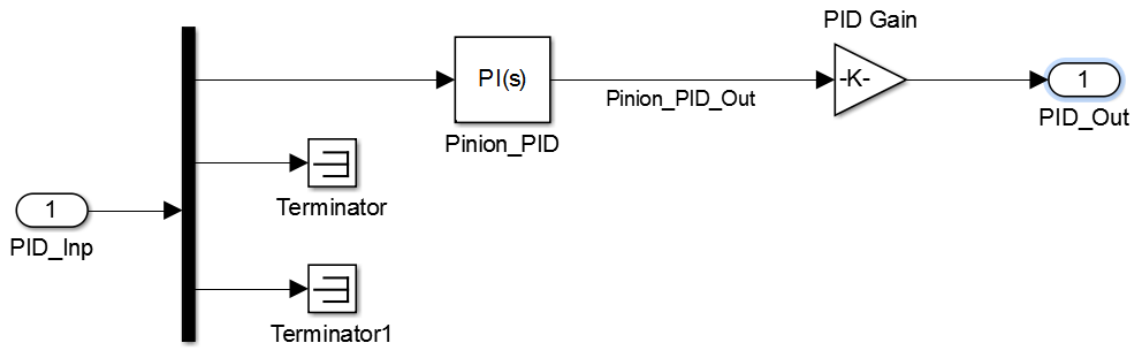 PID Gain
PI(s)
-K-
1
Pinion_PID_Out
PID_Out
Pinion_PID
Terminator
1
PID_Inp
Terminator1